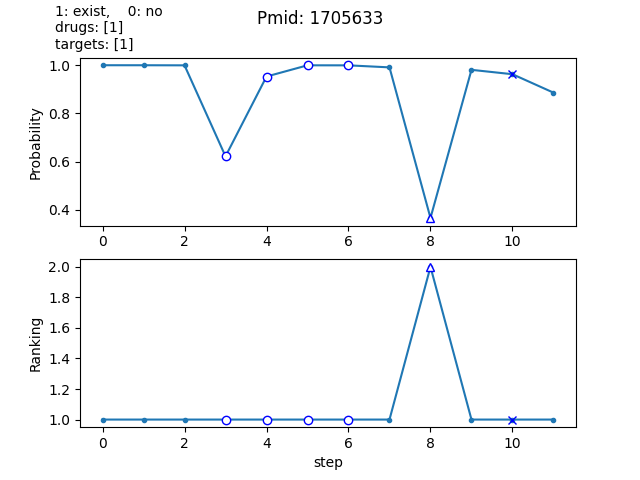 1: exist,    0: no
drugs: [1]
targets: [1]
Pmid: 1705633
1.0
0.8
0.6
0.4
Probability
0 2 4 6 8 10
2.0
1.8
1.6
1.4
1.2
1.0
Ranking
0 2 4 6 8 10
step